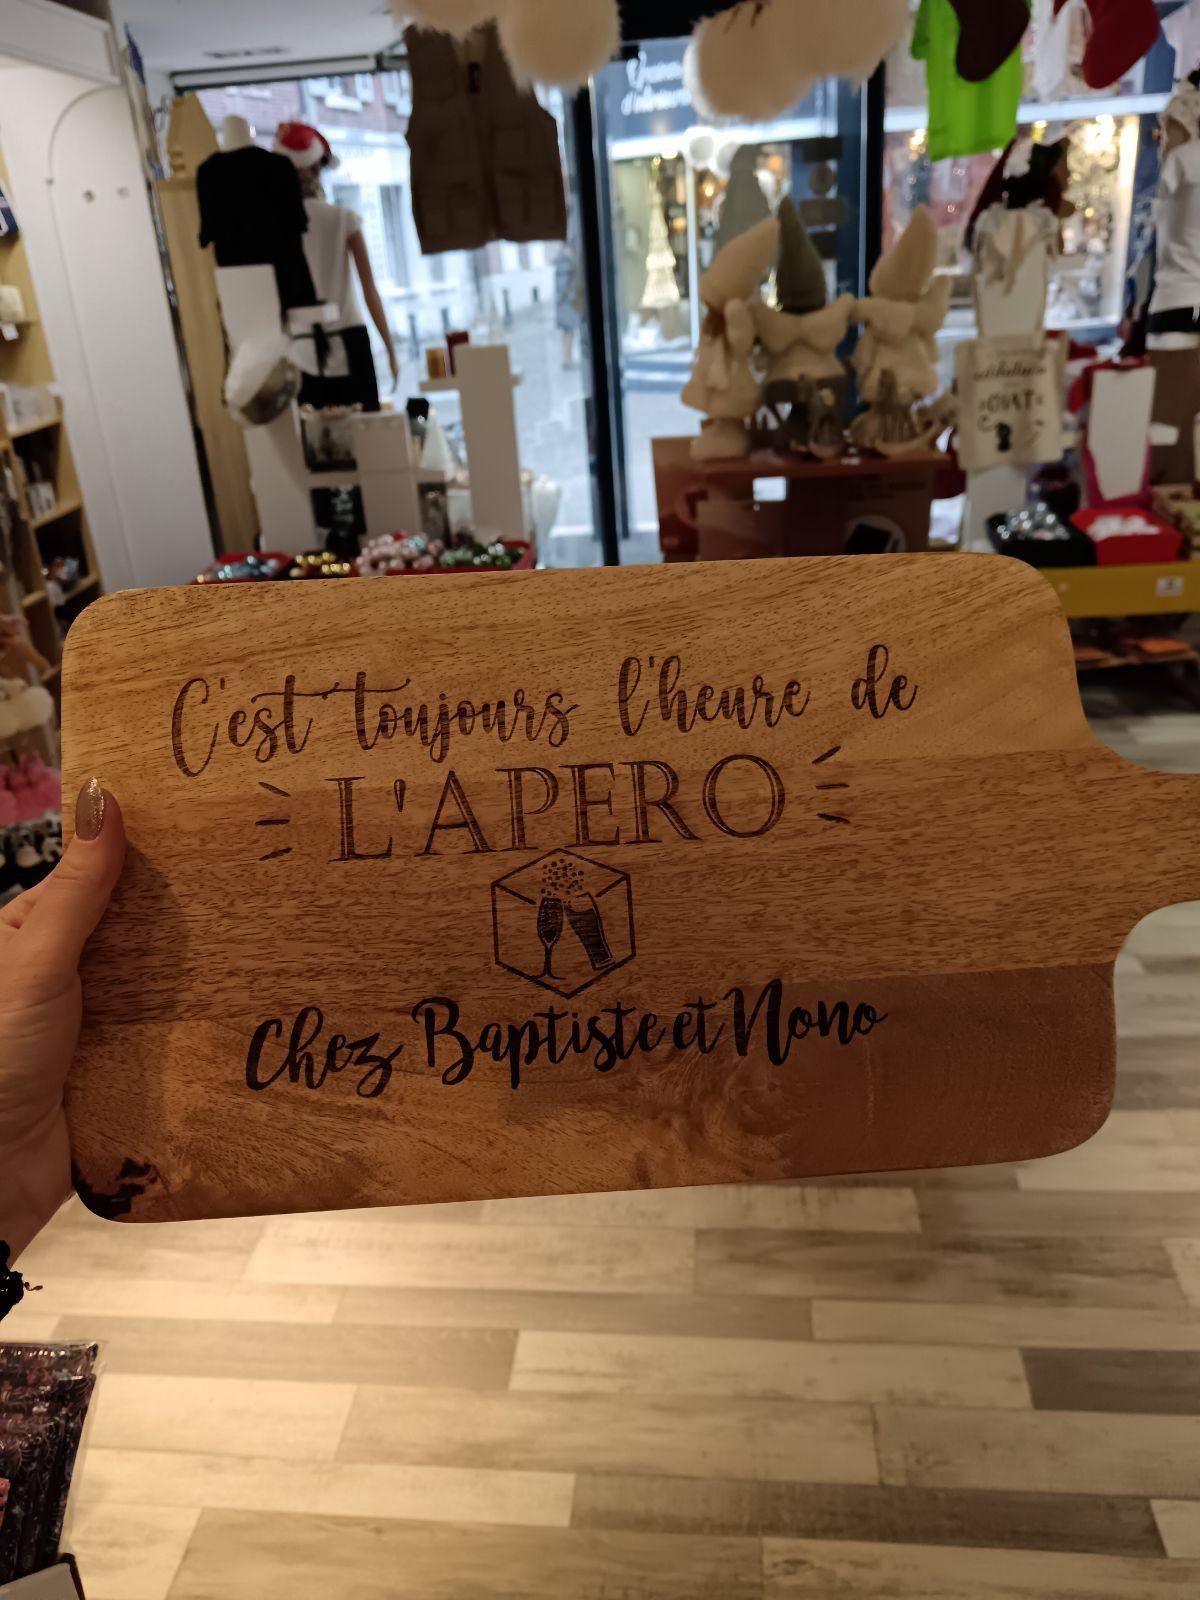 C'est toujours l'heure de
L'APERO
Chez Baptiste et Nono